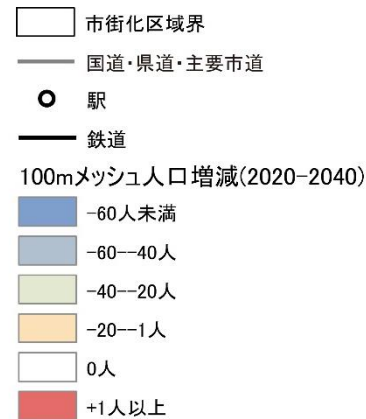 市街化区域界
国道・県道・主要市道
駅
鉄道
100mメッシュ人口増減(2020-2040)
-60人未満
-60--40人
-40--20人
-20--1人
0人
+1人以上